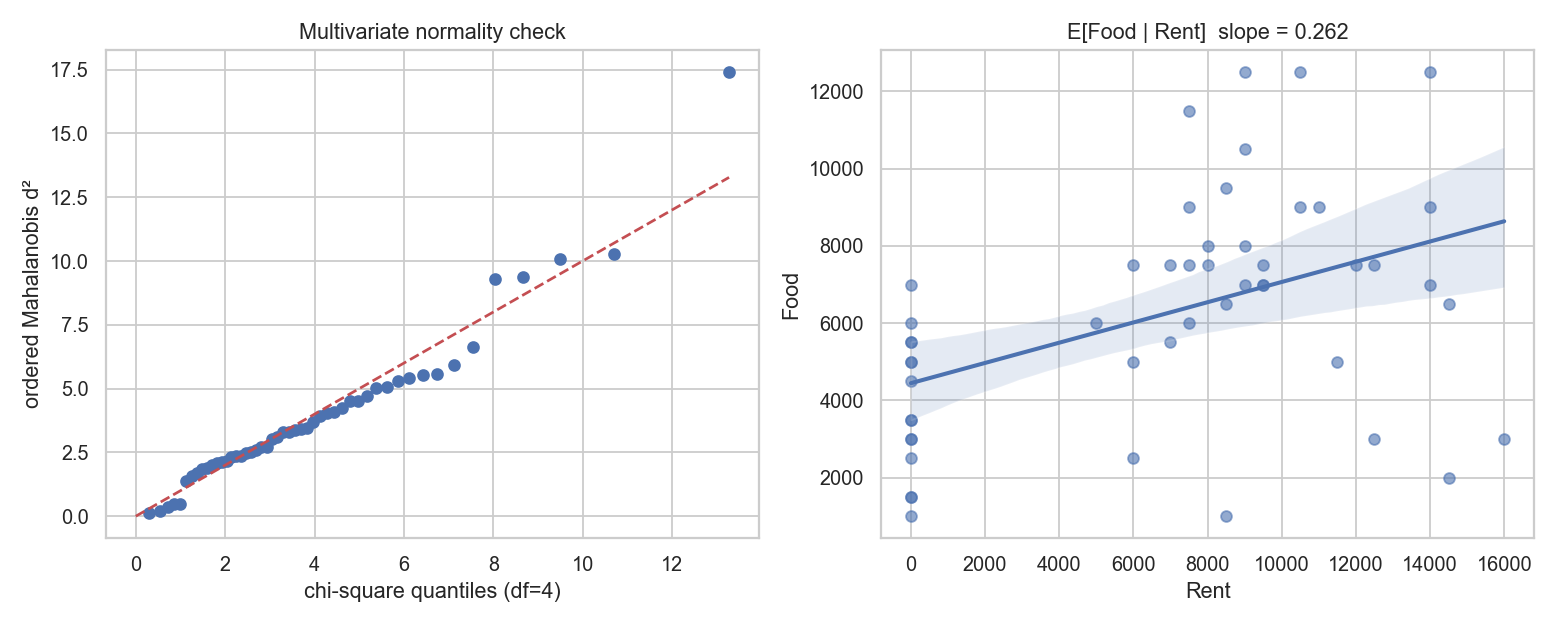 Multivariate normality check
17.5
15.0
12.5
10.0
7.5
5.0
2.5
0.0
ordered Mahalanobis d²
0 2 4 6 8 10 12
chi-square quantiles (df=4)
E[Food | Rent]  slope = 0.262
12000
10000
8000
6000
4000
2000
Food
0 2000 4000 6000 8000 10000 12000 14000 16000
Rent